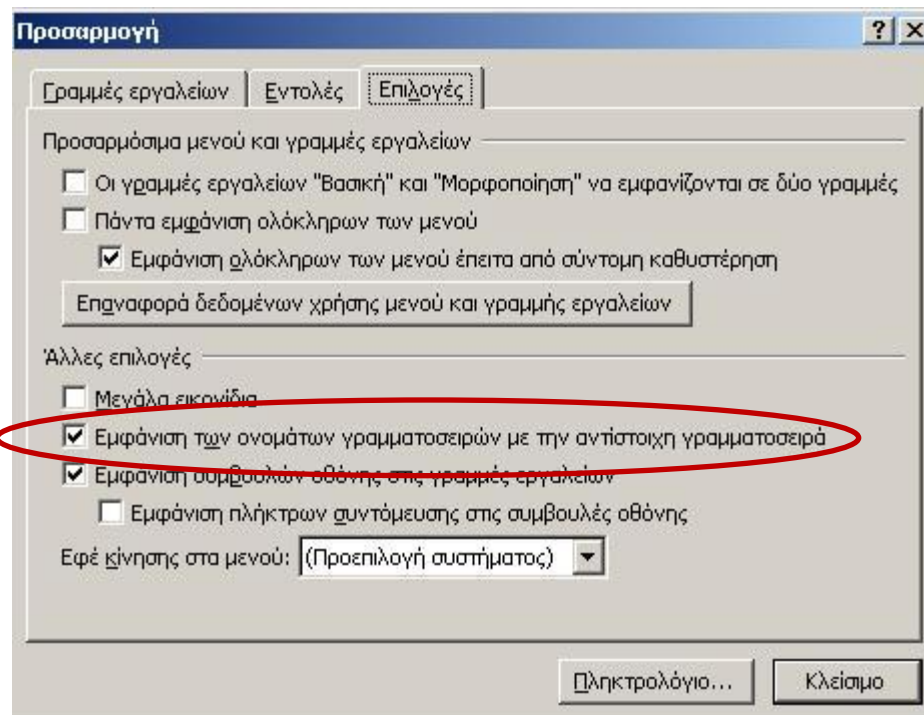 Προσαρμογή
Γραμμές εργαλείων Εντολές Επιλογές
Προσαρμόσιμα μενού και γραμμές εργαλείων
Οι γραμμές εργαλείων "Βασική" και "Μορφοποίηση" να εμφανίζονται σε δύο γραμμές
Πάντα εμφάνιση ολόκληρων των μενού
Εμφάνιση ολόκληρων των μενού έπειτα από σύντομη καθυστέρηση
Επαναφορά δεδομένων χρήσης μενού και γραμμής εργαλείων
Άλλες επιλογές
Μεγάλα εικονίδια
Εμφάνιση των ονομάτων γραμματοσειρών με την αντίστοιχη γραμματοσειρά
Εμφάνιση συμβουλών οθόνης στις γραμμές εργαλείων
Εμφάνιση πλήκτρων συντόμευσης στις συμβουλές οθόνης
Εφέ κίνησης στα μενού: (Προεπιλογή συστήματος)
Πληκτρολόγιο... Κλείσιμο